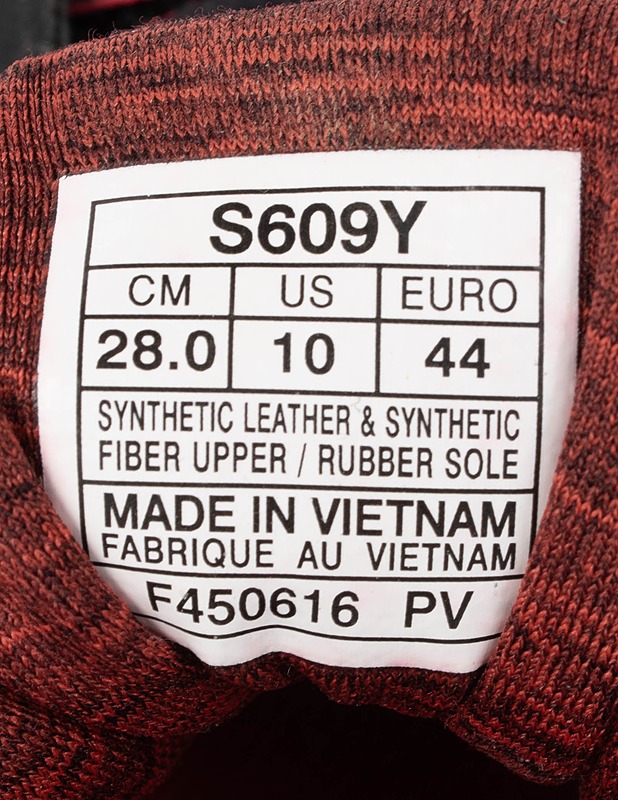 S609Y
CM US EURO
28.0 10 44
SYNTHETIC LEATHER & SYNTHETIC
FIBER UPPER / RUBBER SOLE
MADE IN VIETNAM
FABRIQUE AU VIETNAM
F450616 PV